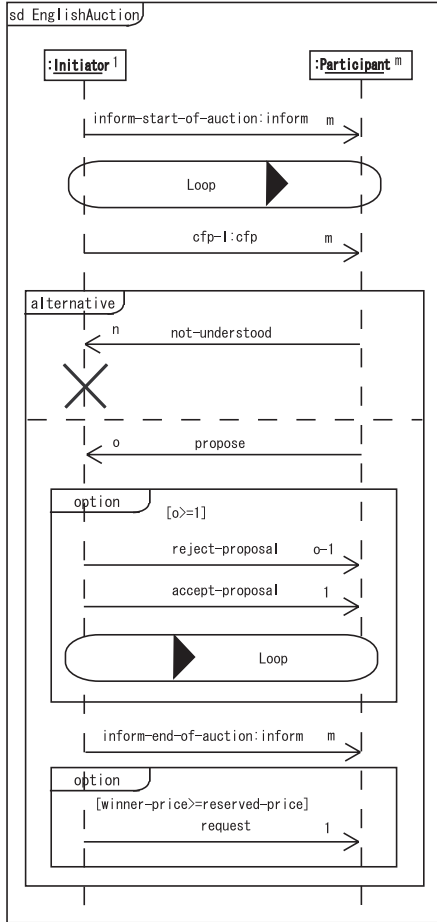 sd EnglishAuction
:Initiator 1
:Participant m
inform-start-of-auction:inform m
Loop
cfp-1:cfp m
alternative
n not-understood
o propose
option
[o>=1]
reject-proposal o-1
accept-proposal 1
Loop
inform-end-of-auction:inform m
option
[winner-price>=reserved-price]
request 1